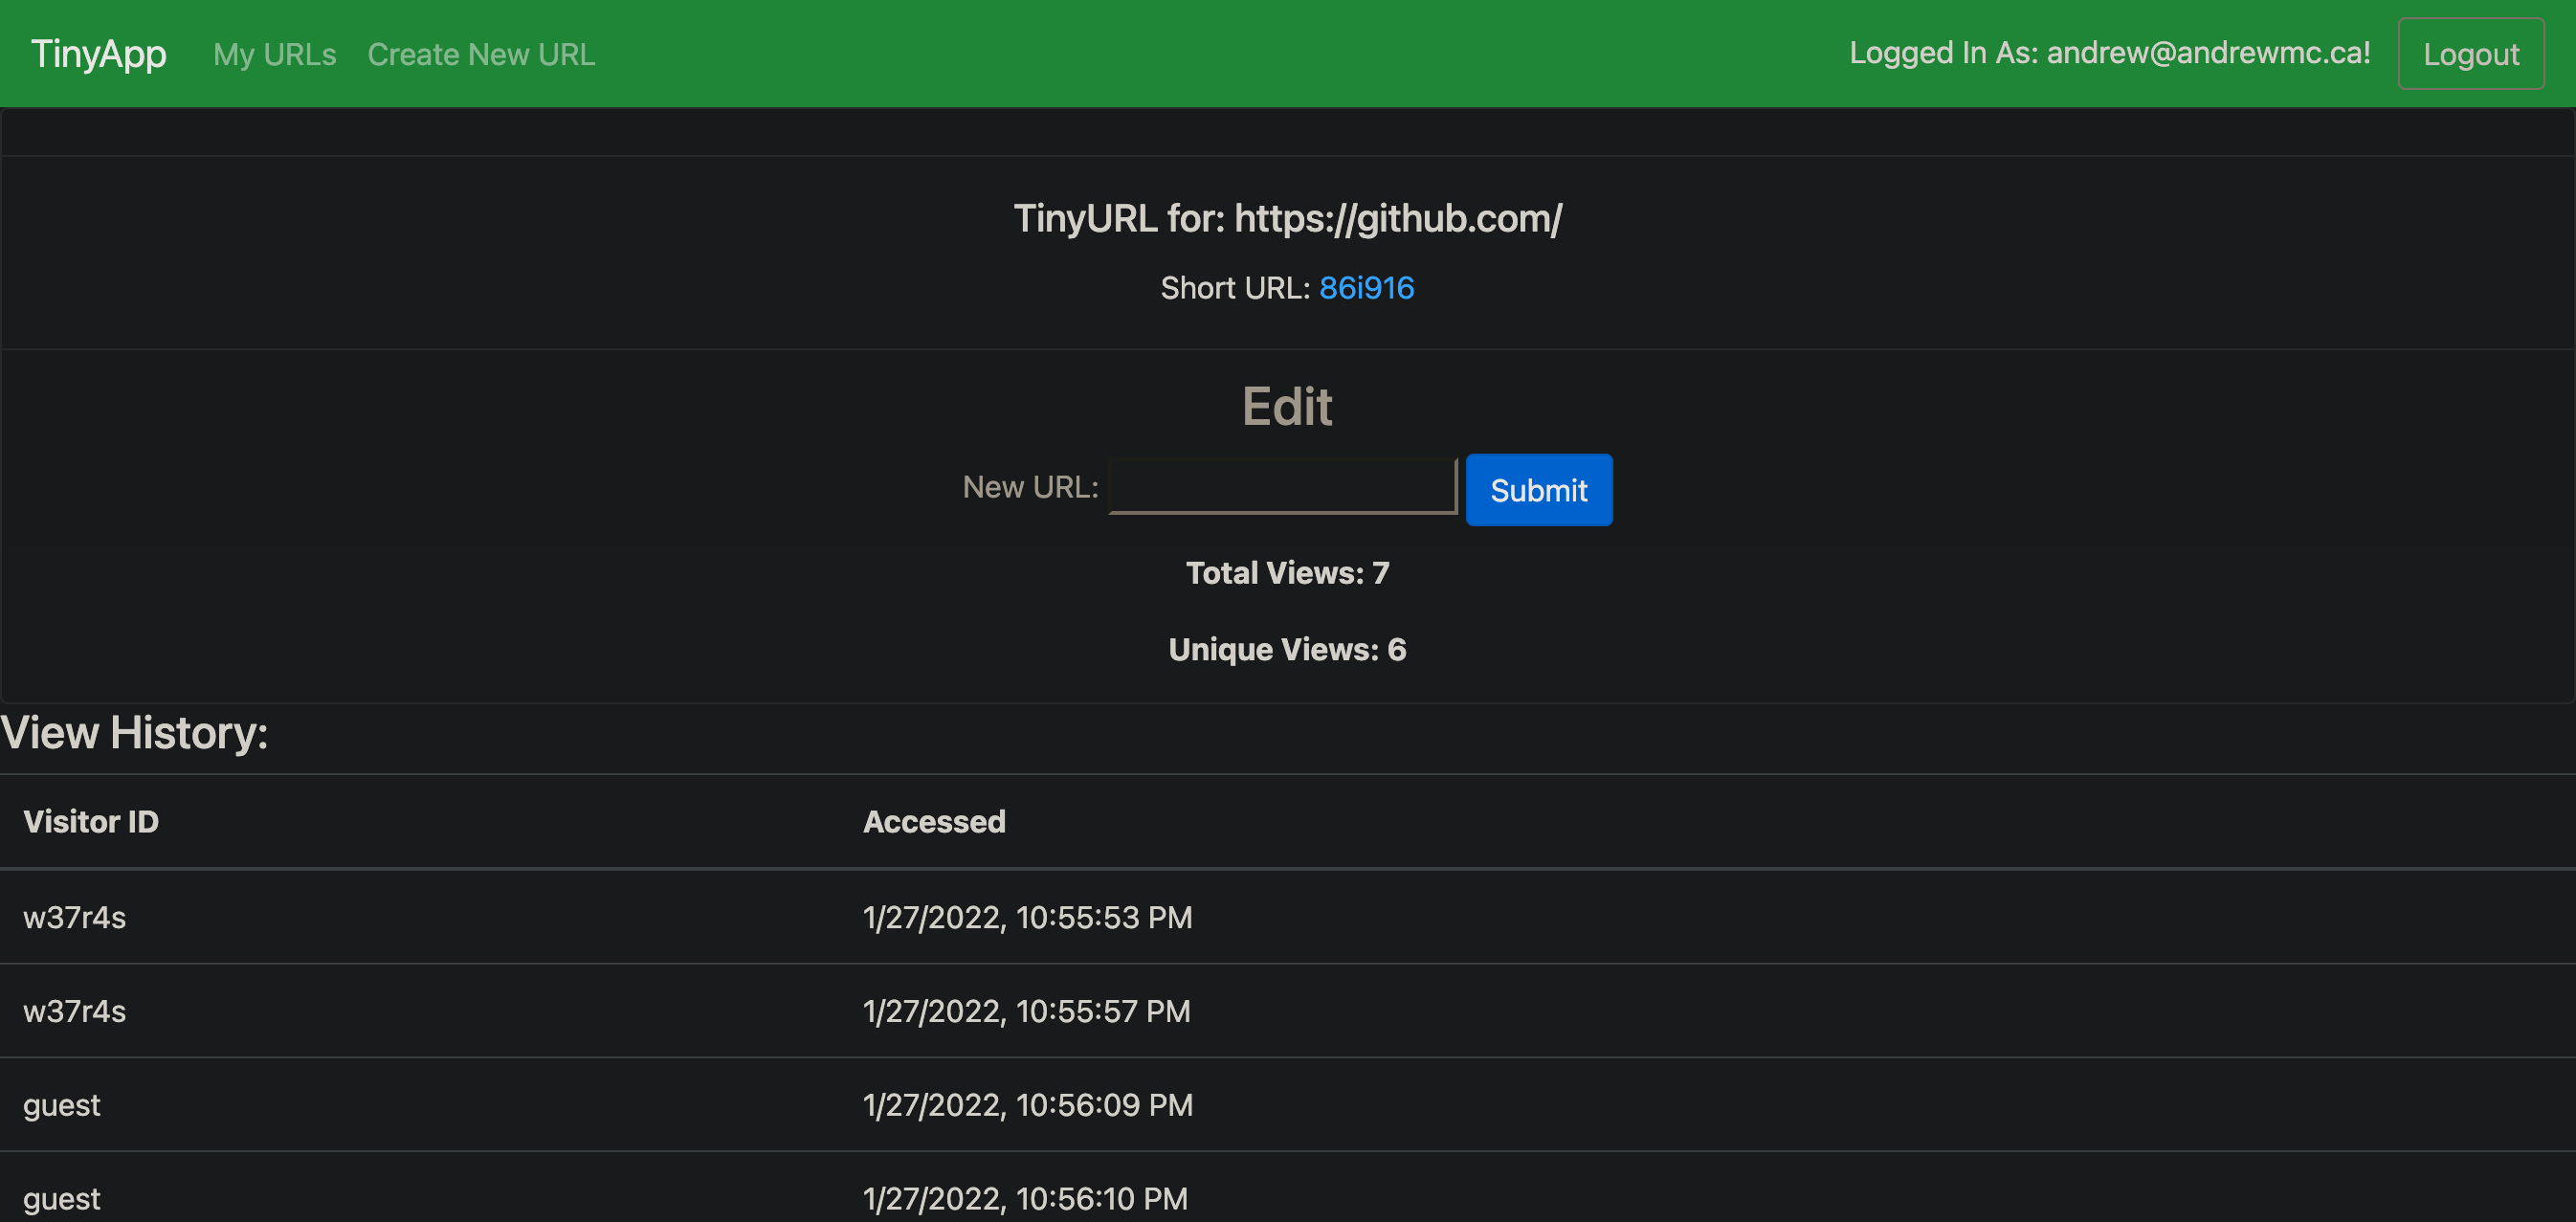 TinyApp My URLs Create New URL Logged In As: andrew@andrewmc.ca! Logout
TinyURL for: https://github.com/
Short URL: 86i916
Edit
New URL: Submit
Total Views: 7
Unique Views: 6
View History:
Visitor ID Accessed
w37r4s 1/27/2022, 10:55:53 PM
w37r4s 1/27/2022, 10:55:57 PM
guest 1/27/2022, 10:56:09 PM
guest 1/27/2022, 10:56:10 PM